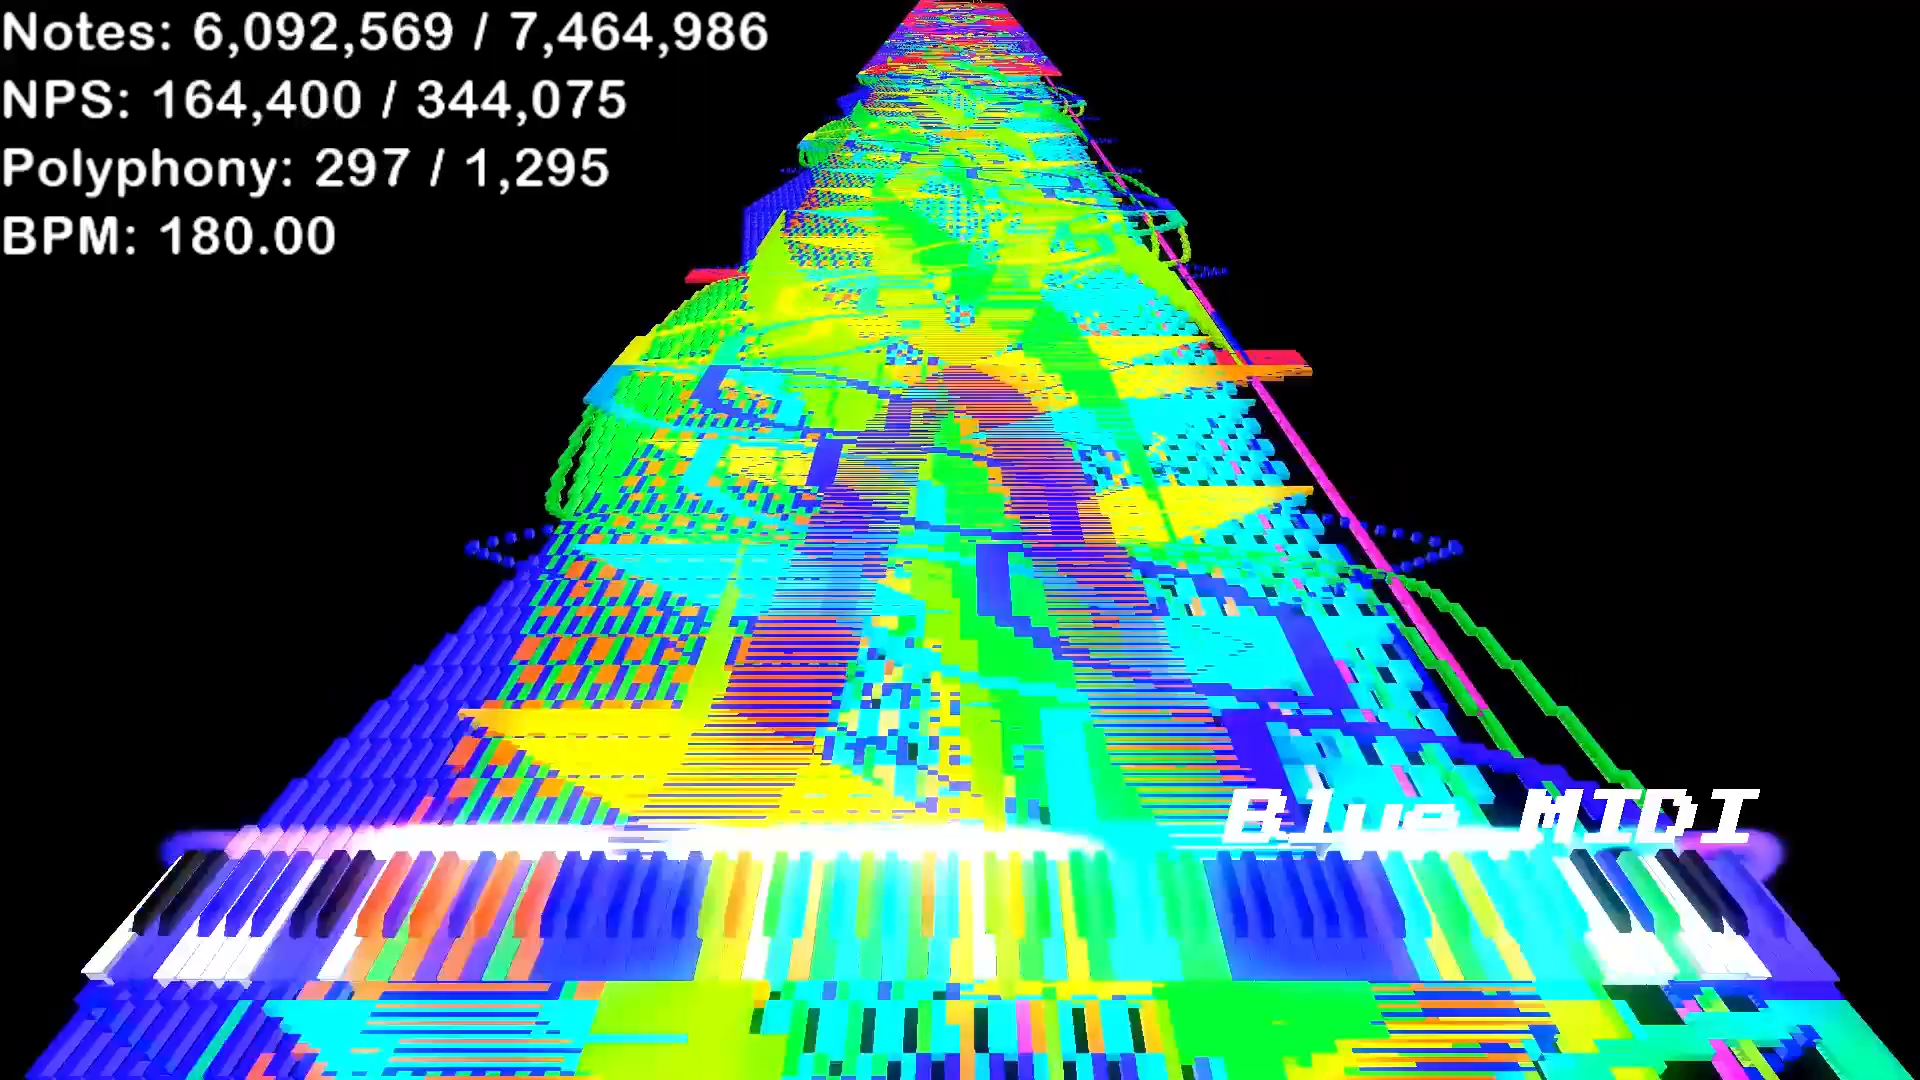 Notes: 6,092,569 / 7,464,986
NPS: 164,400 / 344,075
Polyphony: 297 / 1,295
BPM: 180.00
Blue MIDI